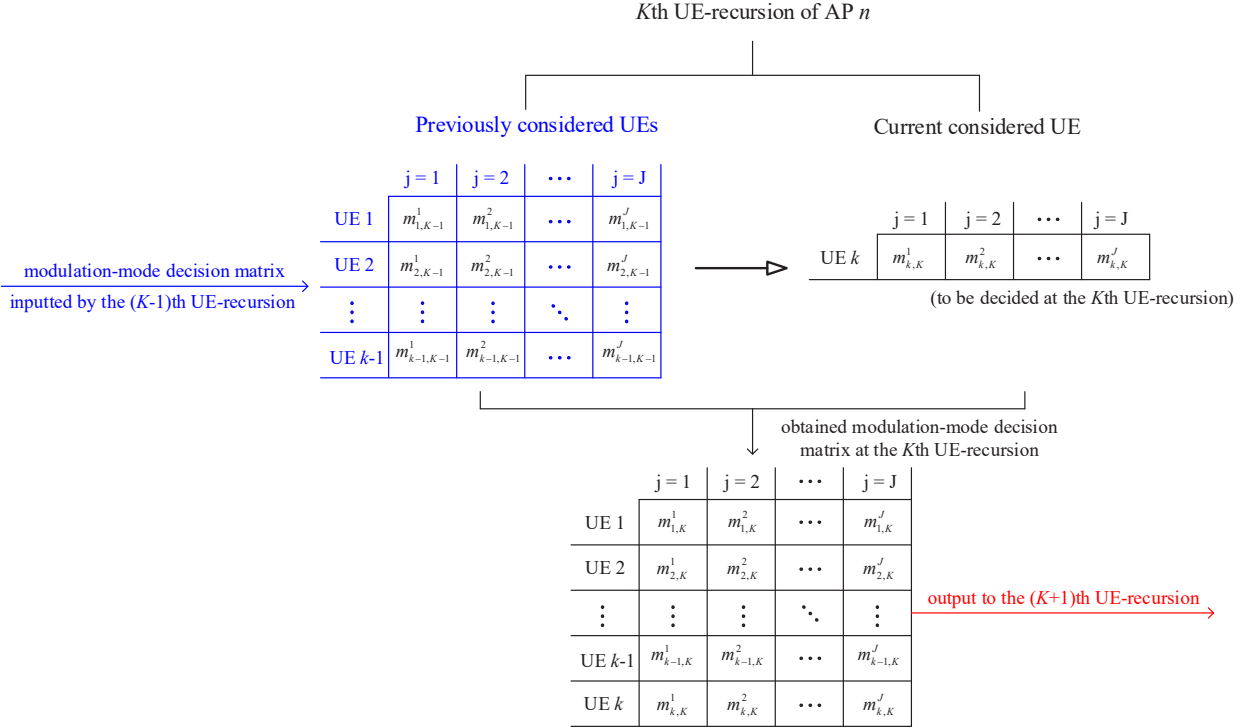 Kth UE-recursion of AP n
Previously considered UEs
Current considered UE
j = 1 j = 2 ··· j = J
UE 1 m^1_{1,K−1} m^2_{1,K−1} ··· m^J_{1,K−1}
UE 2 m^1_{2,K−1} m^2_{2,K−1} ··· m^J_{2,K−1}
⋮ ⋮ ⋮ ⋱ ⋮
UE k-1 m^1_{k−1,K−1} m^2_{k−1,K−1} ··· m^J_{k−1,K−1}
modulation-mode decision matrix
inputted by the (K-1)th UE-recursion
j = 1 j = 2 ··· j = J
UE k m^1_{k,K} m^2_{k,K} ··· m^J_{k,K}
(to be decided at the Kth UE-recursion)
obtained modulation-mode decision
matrix at the Kth UE-recursion
j = 1 j = 2 ··· j = J
UE 1 m^1_{1,K} m^2_{1,K} ··· m^J_{1,K}
UE 2 m^1_{2,K} m^2_{2,K} ··· m^J_{2,K}
⋮ ⋮ ⋮ ⋱ ⋮
UE k-1 m^1_{k−1,K} m^2_{k−1,K} ··· m^J_{k−1,K}
UE k m^1_{k,K} m^2_{k,K} ··· m^J_{k,K}
output to the (K+1)th UE-recursion